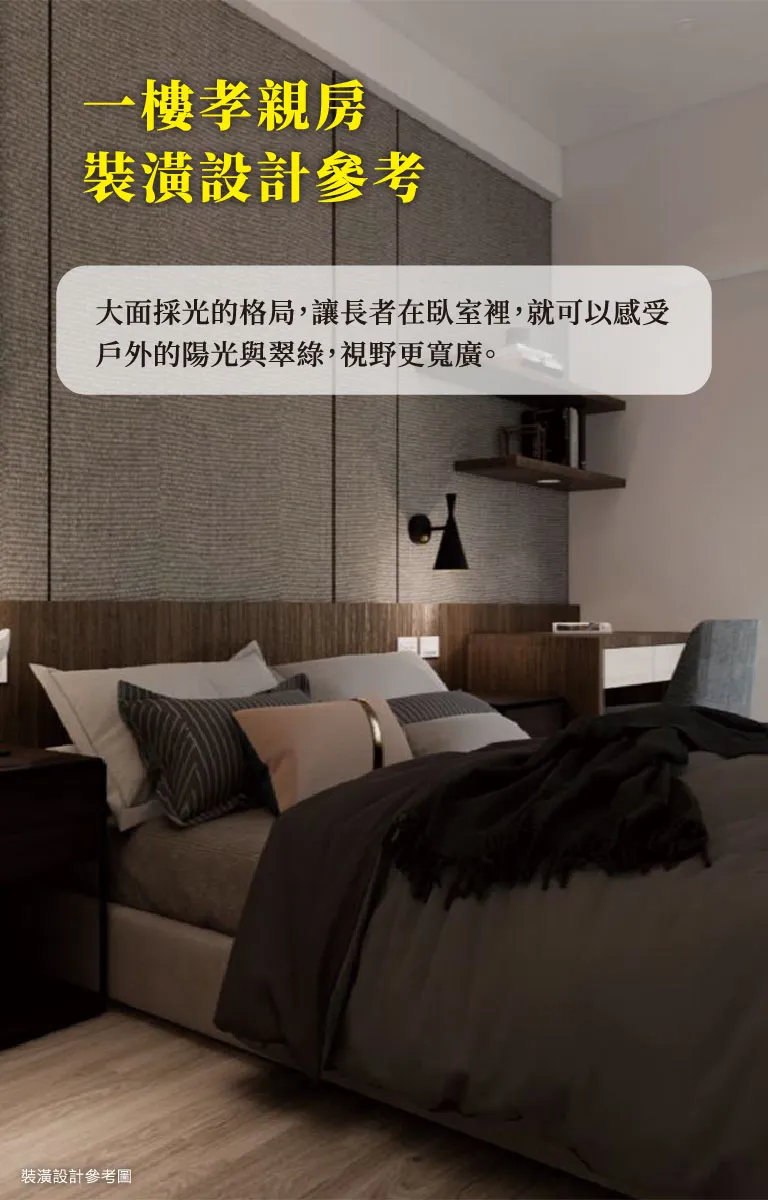 一樓孝親房
裝潢設計參考
大面採光的格局，讓長者在臥室裡，就可以感受
戶外的陽光與翠綠，視野更寬廣。
裝潢設計參考圖